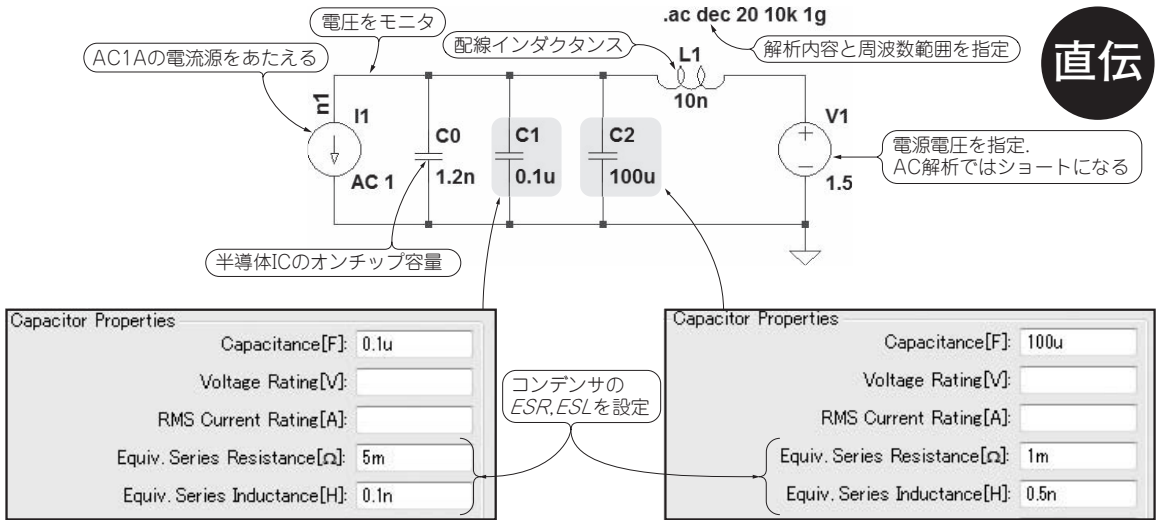 電圧をモニタ
.ac dec 20 10k 1g
AC1Aの電流源をあたえる
配線インダクタンス
解析内容と周波数範囲を指定
直伝
L1
10n
n1
I1
AC 1
C0
1.2n
C1
0.1u
C2
100u
V1
1.5
電源電圧を指定.
AC解析ではショートになる
半導体ICのオンチップ容量
Capacitor Properties
Capacitance[F]: 0.1u
Voltage Rating[V]:
RMS Current Rating[A]:
Equiv. Series Resistance[Ω]: 5m
Equiv. Series Inductance[H]: 0.1n
コンデンサの
ESR,ESLを設定
Capacitor Properties
Capacitance[F]: 100u
Voltage Rating[V]:
RMS Current Rating[A]:
Equiv. Series Resistance[Ω]: 1m
Equiv. Series Inductance[H]: 0.5n